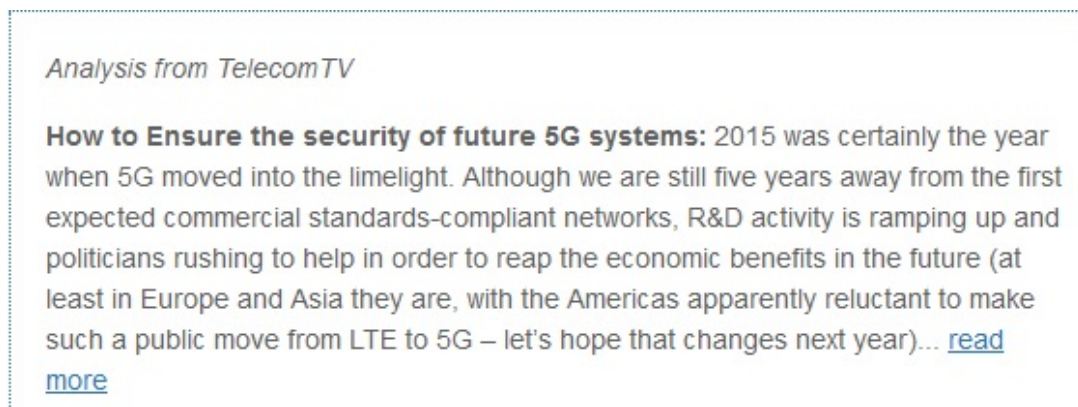 Analysis from TelecomTV
How to Ensure the security of future 5G systems: 2015 was certainly the year
when 5G moved into the limelight. Although we are still five years away from the first
expected commercial standards-compliant networks, R&D activity is ramping up and
politicians rushing to help in order to reap the economic benefits in the future (at
least in Europe and Asia they are, with the Americas apparently reluctant to make
such a public move from LTE to 5G – let's hope that changes next year)... read
more